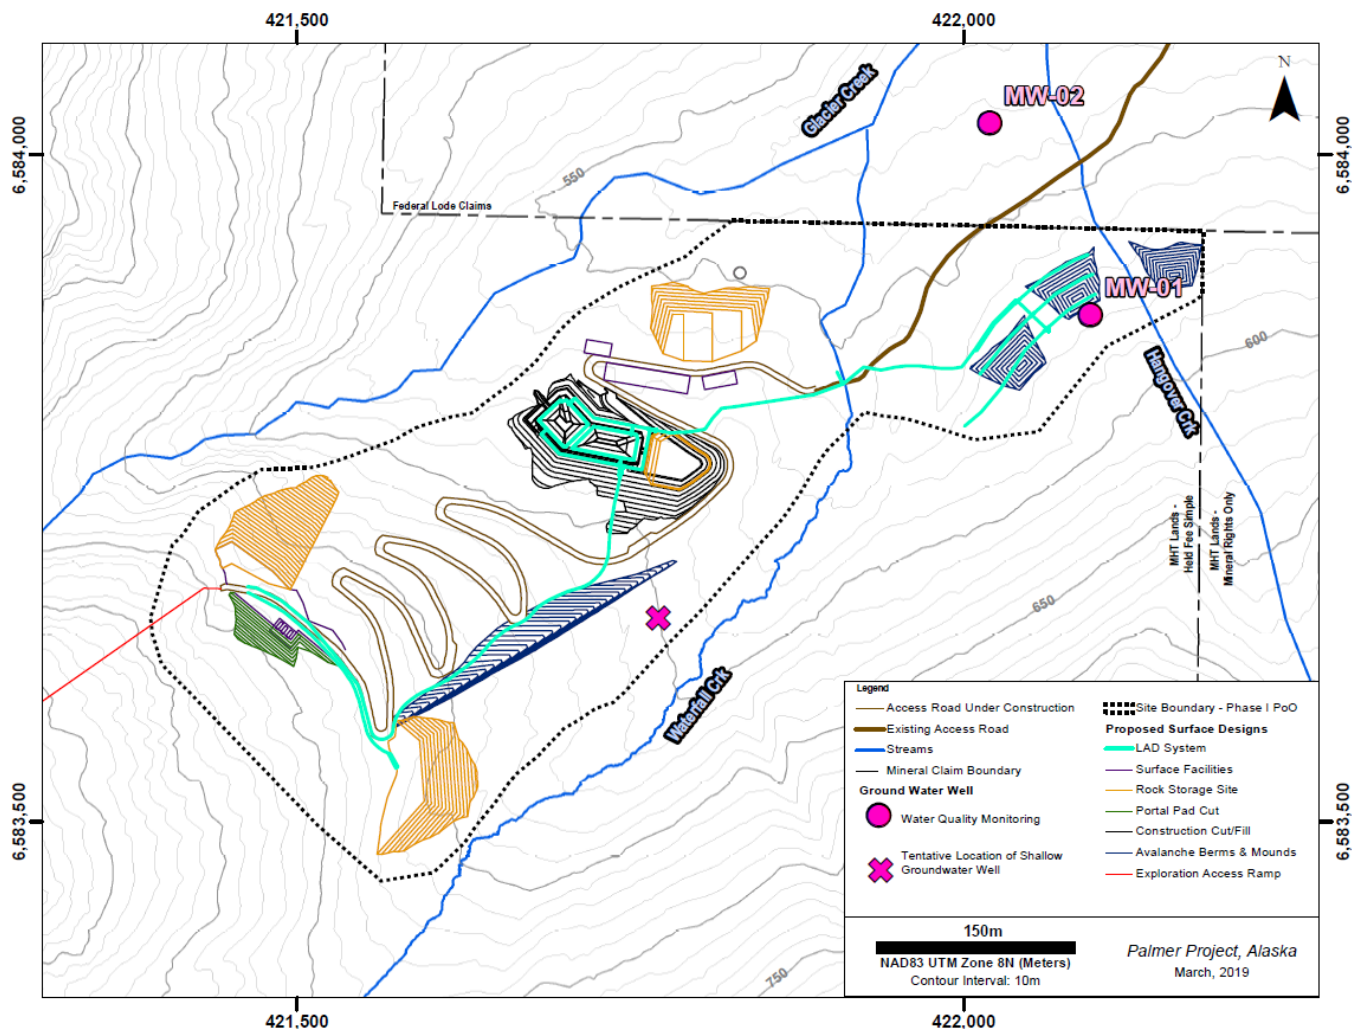 421,500
422,000
6,584,000
6,584,000
N
Glacier Creek
MW-02
550
Federal Lode Claims
MW-01
600
Hangover Crk
MHT Lands -
Held Fee Simple
MHT Lands -
Mineral Rights Only
650
Waterfall Crk
750
6,583,500
6,583,500
Legend
Access Road Under Construction
Existing Access Road
Streams
Mineral Claim Boundary
Ground Water Well
Water Quality Monitoring
Tentative Location of Shallow
Groundwater Well
Site Boundary - Phase I PoO
Proposed Surface Designs
LAD System
Surface Facilities
Rock Storage Site
Portal Pad Cut
Construction Cut/Fill
Avalanche Berms & Mounds
Exploration Access Ramp
150m
NAD83 UTM Zone 8N (Meters)
Contour Interval: 10m
Palmer Project, Alaska
March, 2019
421,500
422,000